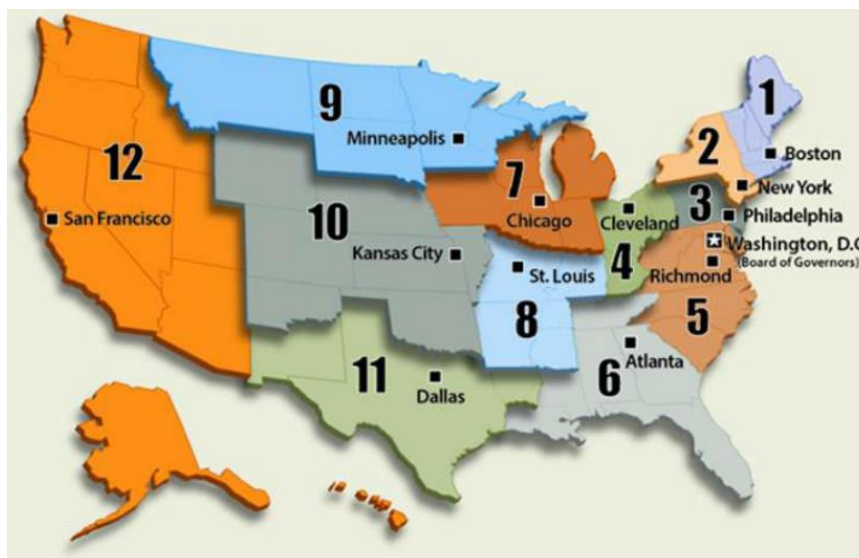 1
9
2
Minneapolis
Boston
12
7
New York
3
San Francisco
10
Chicago
Cleveland
Philadelphia
Washington, D.C
(Board of Governors)
Kansas City
4
Richmond
St. Louis
8
5
6
Atlanta
11
Dallas